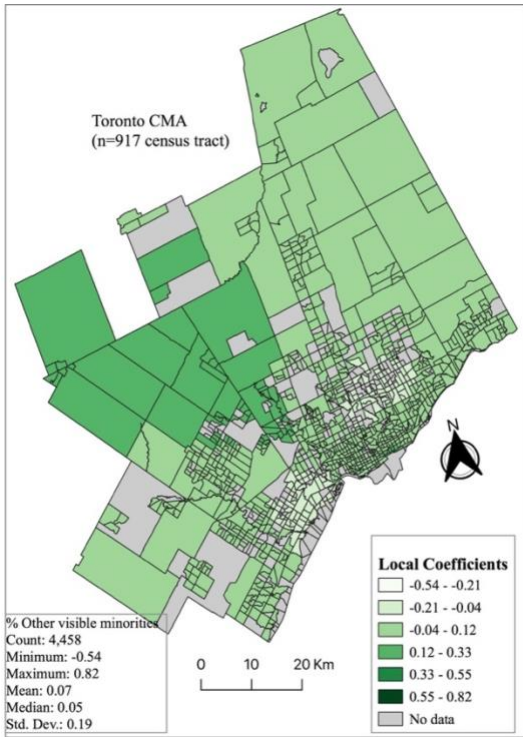 Toronto CMA
(n=917 census tract)
N
Local Coefficients
-0.54 - -0.21
-0.21 - -0.04
-0.04 - 0.12
0.12 - 0.33
0.33 - 0.55
0.55 - 0.82
No data
% Other visible minorities
Count: 4,458
Minimum: -0.54
Maximum: 0.82
Mean: 0.07
Median: 0.05
Std. Dev.: 0.19
0 10 20 Km